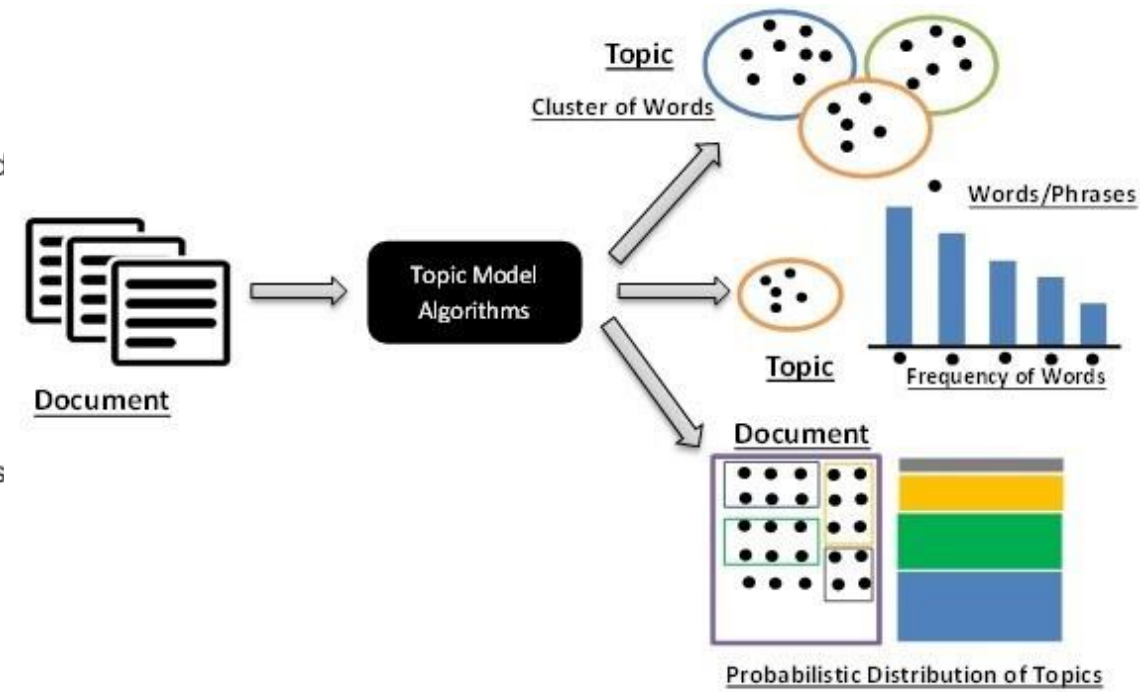 Topic
Cluster of Words
Words/Phrases
Topic Model
Algorithms
Topic
Frequency of Words
Document
Document
Probabilistic Distribution of Topics